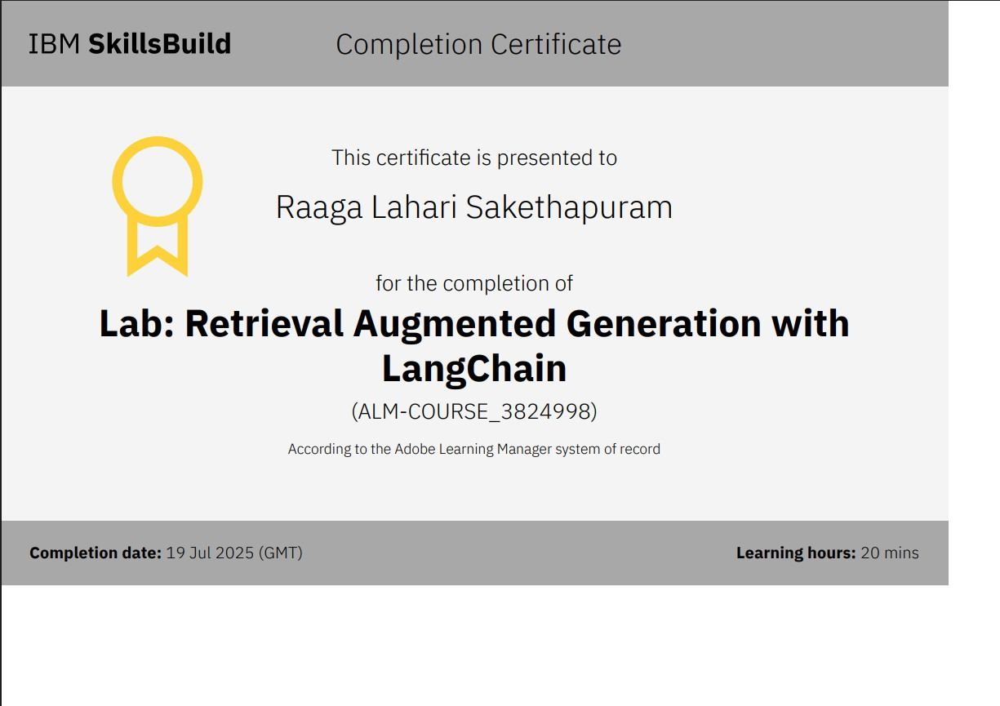 IBM SkillsBuild
Completion Certificate
This certificate is presented to
Raaga Lahari Sakethapuram
for the completion of
Lab: Retrieval Augmented Generation with
LangChain
(ALM-COURSE_3824998)
According to the Adobe Learning Manager system of record
Completion date: 19 Jul 2025 (GMT)
Learning hours: 20 mins